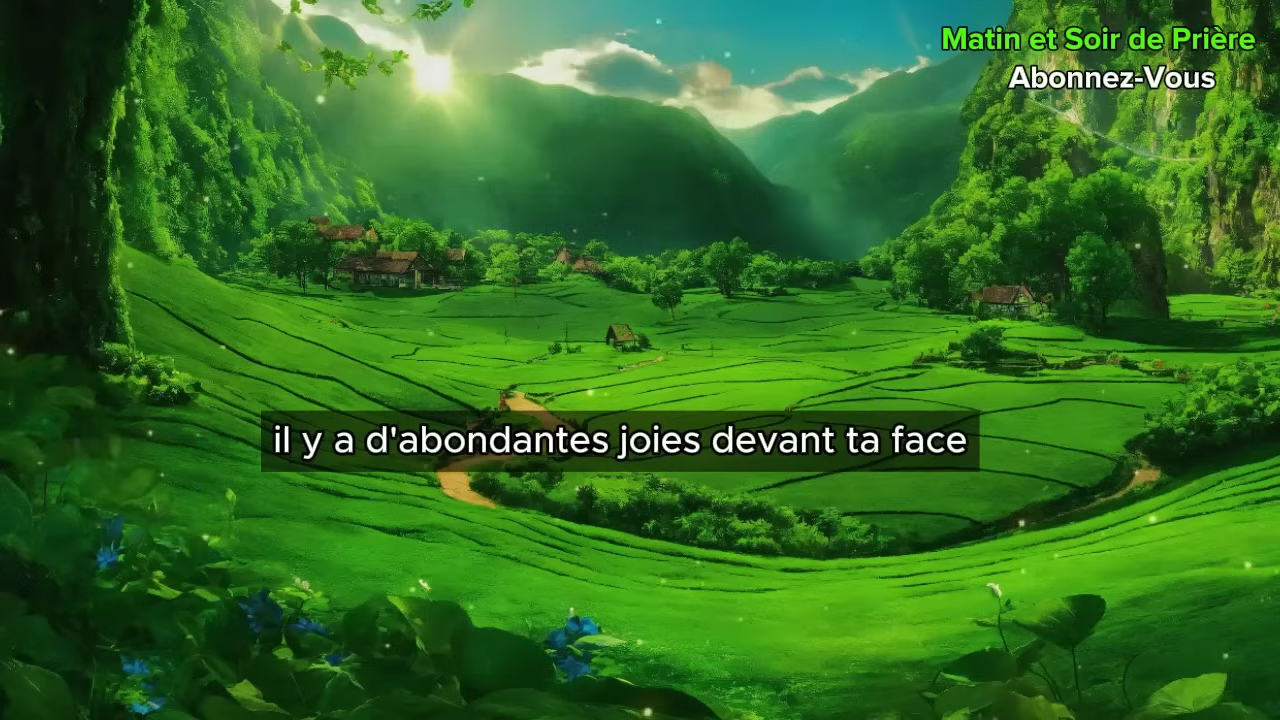 Matin et Soir de Prière
Abonnez-Vous
il y a d'abondantes joies devant ta face